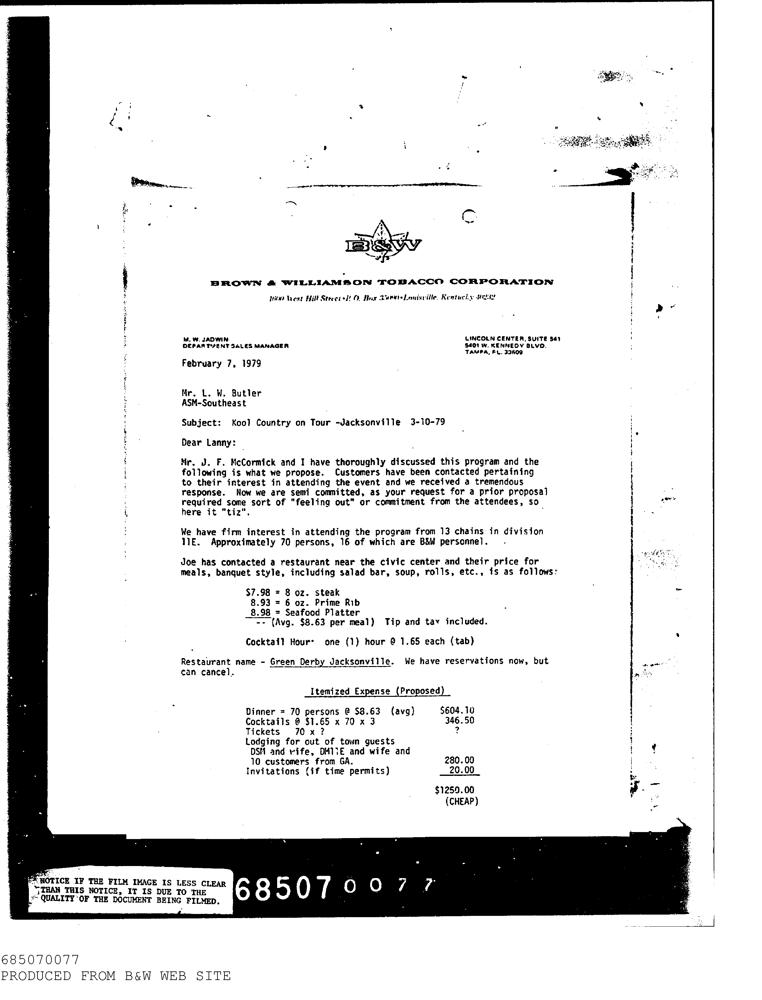 B&W
BROWN & WILLIAMSON TOBACCO CORPORATION
1600 West Hill Street • P. O. Box 35090 • Louisville, Kentucky 40232
M. W. JADWIN
DEPARTMENT SALES MANAGER
LINCOLN CENTER, SUITE 541
5401 W. KENNEDY BLVD.
TAMPA, FL. 33609
February 7, 1979
Mr. L. W. Butler
ASM-Southeast
Subject: Kool Country on Tour -Jacksonville 3-10-79
Dear Lanny:
Mr. J. F. McCormick and I have thoroughly discussed this program and the
following is what we propose. Customers have been contacted pertaining
to their interest in attending the event and we received a tremendous
response. Now we are semi committed, as your request for a prior proposal
required some sort of "feeling out" or commitment from the attendees, so
here it "tiz".
We have firm interest in attending the program from 13 chains in division
11E. Approximately 70 persons, 16 of which are B&W personnel.
Joe has contacted a restaurant near the civic center and their price for
meals, banquet style, including salad bar, soup, rolls, etc., is as follows:
$7.98 = 8 oz. steak
8.93 = 6 oz. Prime Rib
8.98 = Seafood Platter
-- (Avg. $8.63 per meal) Tip and tax included.
Cocktail Hour- one (1) hour @ 1.65 each (tab)
Restaurant name - Green Derby Jacksonville. We have reservations now, but
can cancel.
Itemized Expense (Proposed)
Dinner = 70 persons @ $8.63 (avg) $604.10
Cocktails @ $1.65 x 70 x 3 346.50
Tickets 70 x ? ?
Lodging for out of town guests
DSM and wife, DM11E and wife and
10 customers from GA. 280.00
Invitations (if time permits) 20.00
$1250.00
(CHEAP)
NOTICE IF THE FILM IMAGE IS LESS CLEAR
THAN THIS NOTICE, IT IS DUE TO THE
QUALITY OF THE DOCUMENT BEING FILMED.
68507 0077
685070077
PRODUCED FROM B&W WEB SITE